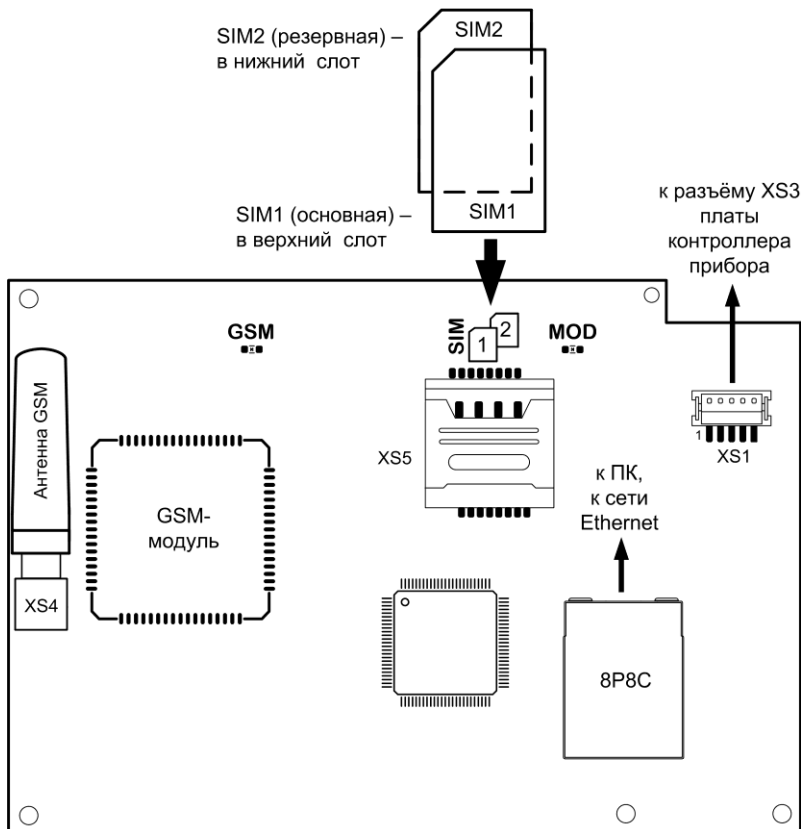 SIM2 (резервная) –
в нижний слот
SIM2
SIM1 (основная) –
в верхний слот
SIM1
к разъёму XS3
платы
контроллера
прибора
GSM
SIM
1
2
MOD
Антенна GSM
XS5
1
XS1
к ПК,
к сети
Ethernet
GSM-
модуль
XS4
8P8C